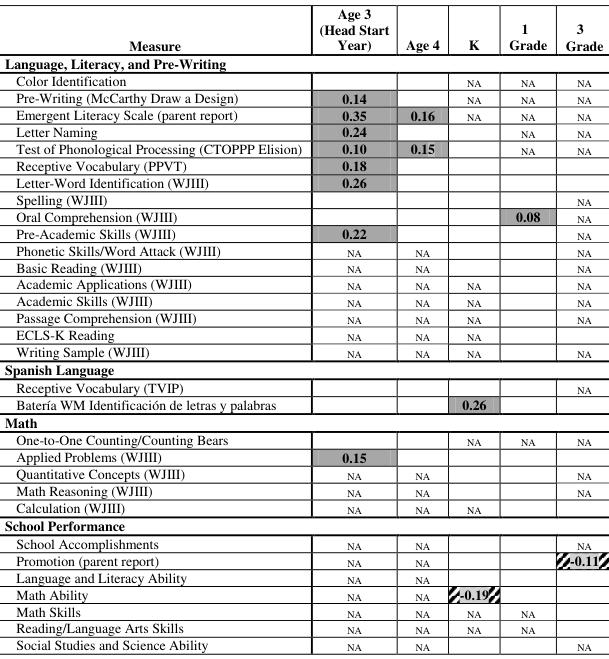 Age 3
(Head Start 1 3
Measure Year) Age 4 K Grade Grade
Language, Literacy, and Pre-Writing
Color Identification NA NA NA
Pre-Writing (McCarthy Draw a Design) 0.14 NA NA NA
Emergent Literacy Scale (parent report) 0.35 0.16 NA NA NA
Letter Naming 0.24 NA NA
Test of Phonological Processing (CTOPPP Elision) 0.10 0.15 NA NA
Receptive Vocabulary (PPVT) 0.18
Letter-Word Identification (WJIII) 0.26
Spelling (WJIII) NA
Oral Comprehension (WJIII) 0.08 NA
Pre-Academic Skills (WJIII) 0.22 NA
Phonetic Skills/Word Attack (WJIII) NA NA NA
Basic Reading (WJIII) NA NA NA
Academic Applications (WJIII) NA NA NA NA
Academic Skills (WJIII) NA NA NA NA
Passage Comprehension (WJIII) NA NA NA NA
ECLS-K Reading NA NA NA
Writing Sample (WJIII) NA NA NA NA
Spanish Language
Receptive Vocabulary (TVIP) NA
Batería WM Identificación de letras y palabras 0.26
Math
One-to-One Counting/Counting Bears NA NA NA
Applied Problems (WJIII) 0.15
Quantitative Concepts (WJIII) NA NA NA
Math Reasoning (WJIII) NA NA NA
Calculation (WJIII) NA NA NA
School Performance
School Accomplishments NA NA NA
Promotion (parent report) NA NA -0.11
Language and Literacy Ability NA NA
Math Ability NA NA -0.19
Math Skills NA NA NA NA
Reading/Language Arts Skills NA NA NA NA
Social Studies and Science Ability NA NA NA